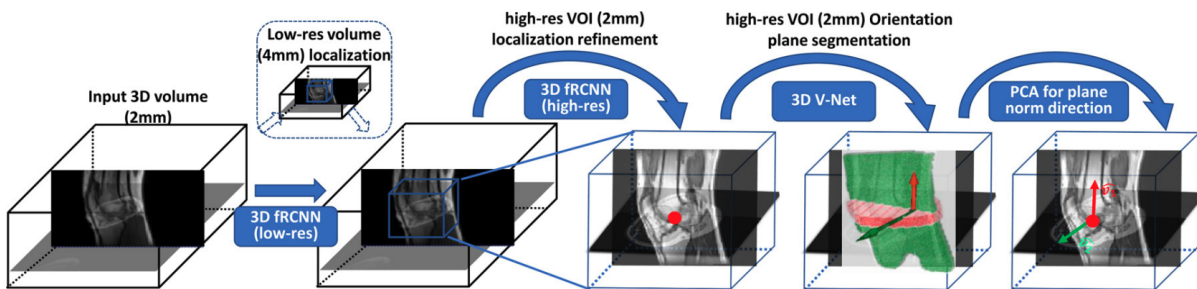 Input 3D volume
(2mm)
Low-res volume
(4mm) localization
3D fRCNN
(low-res)
high-res VOI (2mm)
localization refinement
3D fRCNN
(high-res)
high-res VOI (2mm) Orientation
plane segmentation
3D V-Net
PCA for plane
norm direction